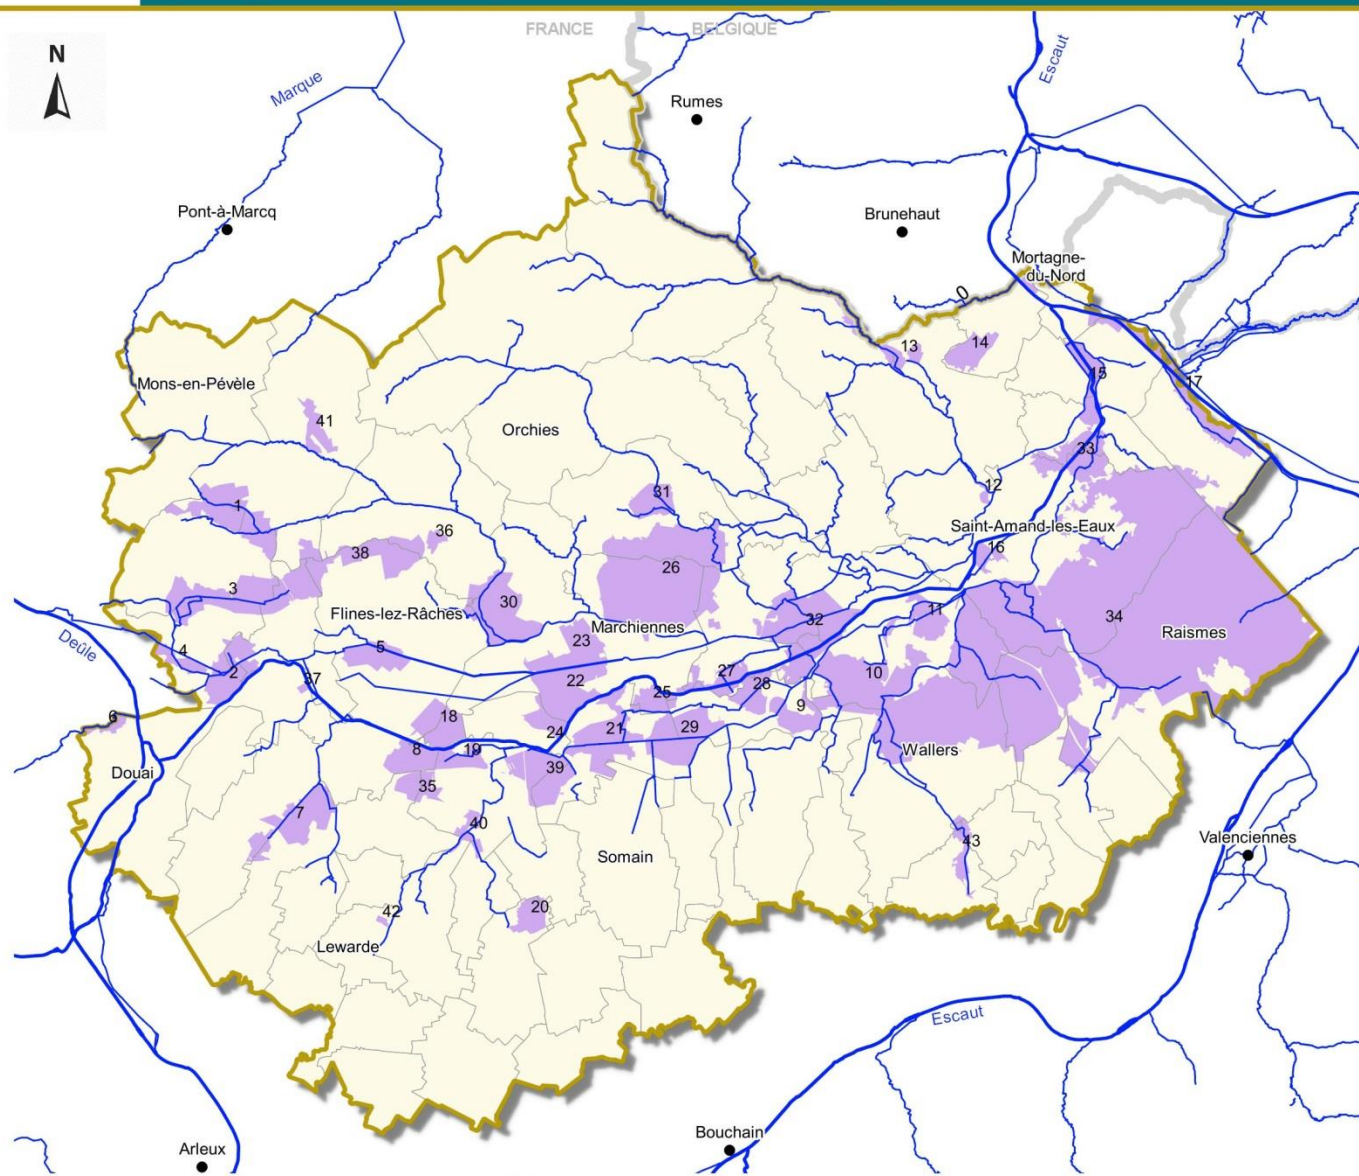 FRANCE
BELGIQUE
N
Marque
Escaut
Rumes
Pont-à-Marcq
Brunehaut
Mortagne-
du-Nord
0
13
14
15
17
Mons-en-Pévèle
41
Orchies
33
1
31
12
36
Saint-Amand-les-Eaux
16
38
26
3
30
11
34
Flines-lez-Râches
Marchiennes
32
Raismes
Deûle
23
5
4
2
37
22
27
10
28
25
9
6
18
24
21
29
8
19
Wallers
Douai
39
35
7
40
43
Valenciennes
Somain
42
20
Lewarde
Escaut
Bouchain
Arleux